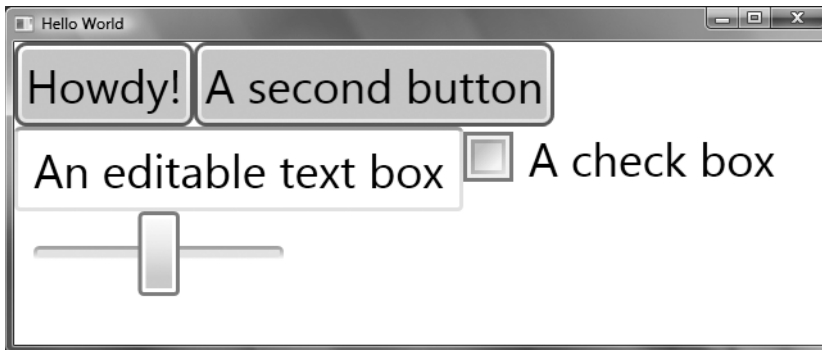 Hello World
Howdy! A second button
An editable text box A check box